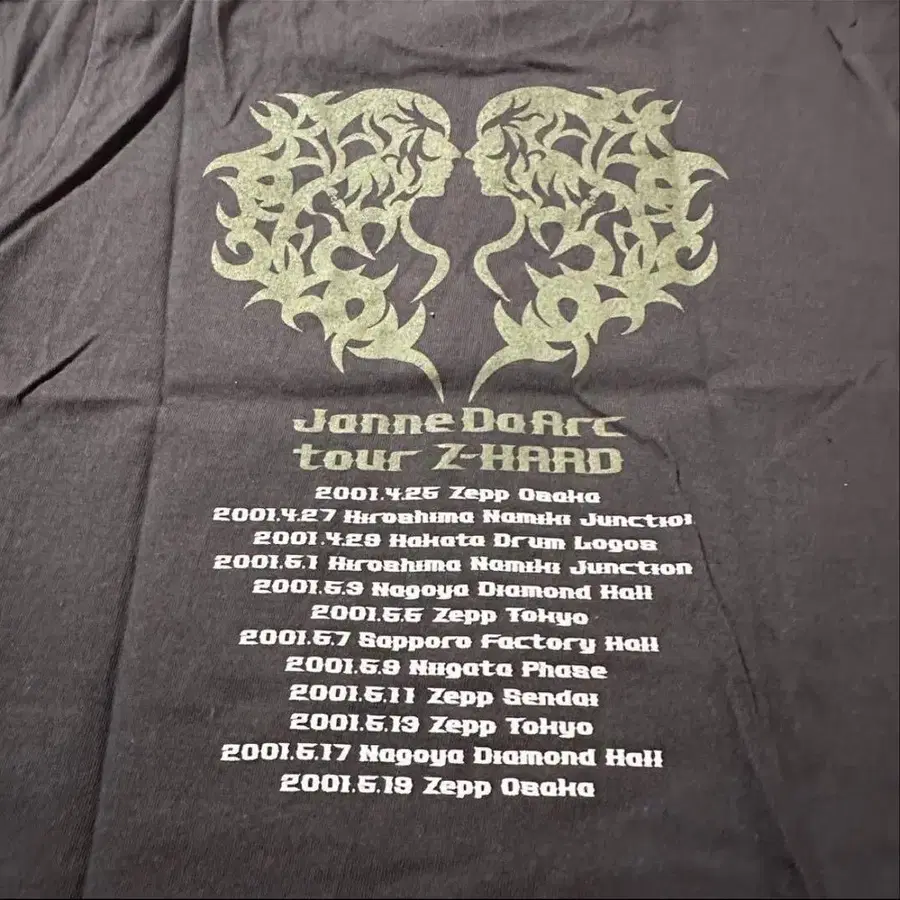 Janne Da Arc
tour Z-HARD
2001.4.25 Zepp Osaka
2001.4.27 Hiroshima Namiki Junction
2001.4.29 Hakata Drum Logos
2001.5.1 Hiroshima Namiki Junction
2001.5.3 Nagoya Diamond Hall
2001.5.5 Zepp Tokyo
2001.5.7 Sapporo Factory Hall
2001.5.9 Niigata Phase
2001.5.11 Zepp Sendai
2001.5.13 Zepp Tokyo
2001.5.17 Nagoya Diamond Hall
2001.5.19 Zepp Osaka